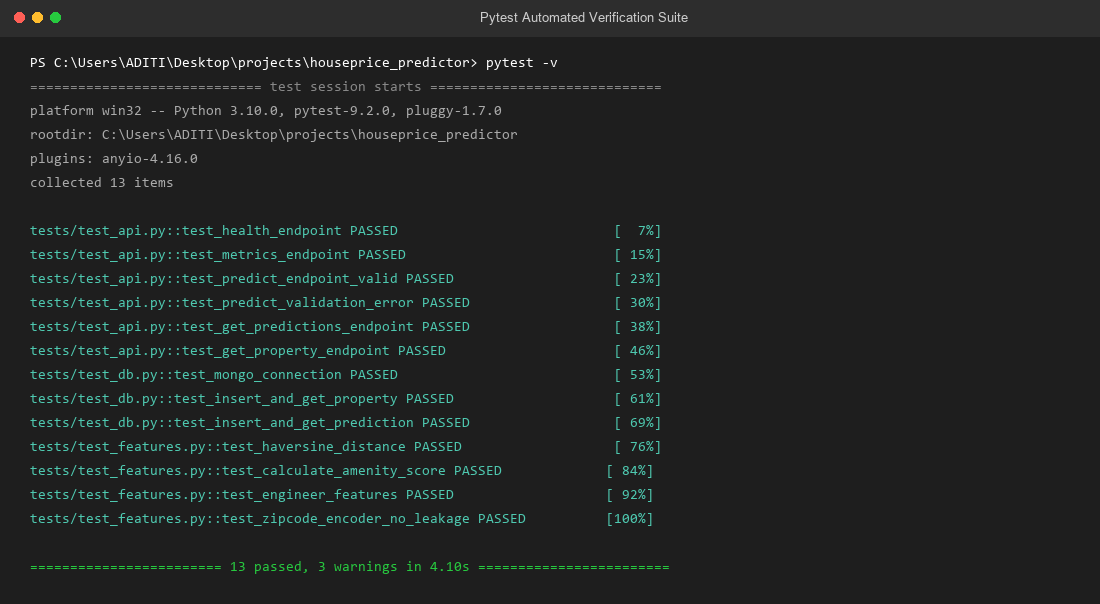 Pytest Automated Verification Suite
PS C:\Users\ADITI\Desktop\projects\houseprice_predictor> pytest -v
============================= test session starts =============================
platform win32 -- Python 3.10.0, pytest-9.2.0, pluggy-1.7.0
rootdir: C:\Users\ADITI\Desktop\projects\houseprice_predictor
plugins: anyio-4.16.0
collected 13 items
tests/test_api.py::test_health_endpoint PASSED                           [  7%]
tests/test_api.py::test_metrics_endpoint PASSED                          [ 15%]
tests/test_api.py::test_predict_endpoint_valid PASSED                    [ 23%]
tests/test_api.py::test_predict_validation_error PASSED                  [ 30%]
tests/test_api.py::test_get_predictions_endpoint PASSED                  [ 38%]
tests/test_api.py::test_get_property_endpoint PASSED                     [ 46%]
tests/test_db.py::test_mongo_connection PASSED                           [ 53%]
tests/test_db.py::test_insert_and_get_property PASSED                    [ 61%]
tests/test_db.py::test_insert_and_get_prediction PASSED                  [ 69%]
tests/test_features.py::test_haversine_distance PASSED                   [ 76%]
tests/test_features.py::test_calculate_amenity_score PASSED             [ 84%]
tests/test_features.py::test_engineer_features PASSED                   [ 92%]
tests/test_features.py::test_zipcode_encoder_no_leakage PASSED          [100%]
======================== 13 passed, 3 warnings in 4.10s ========================